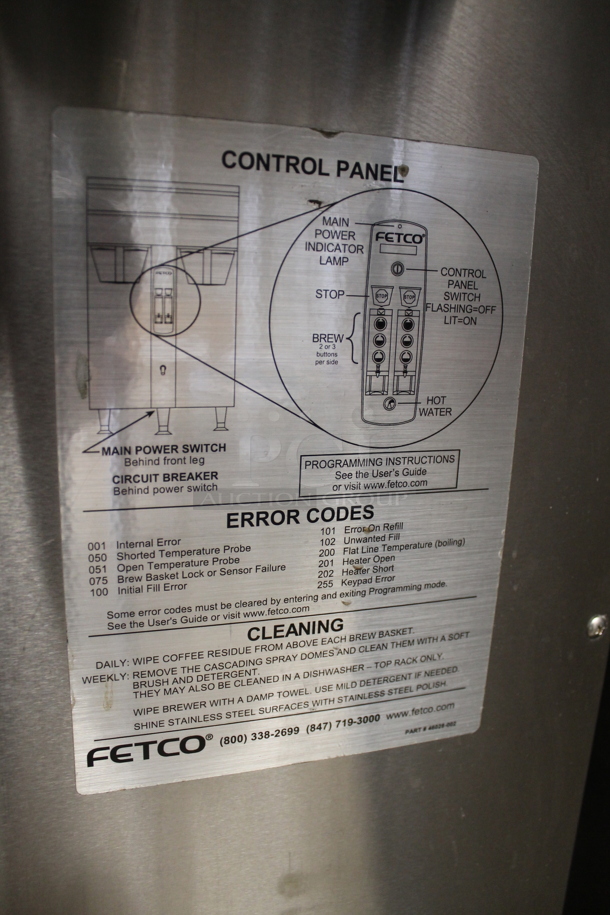 CONTROL PANEL
MAIN
POWER
INDICATOR
LAMP
FETCO
CONTROL
PANEL
SWITCH
FLASHING=OFF
LIT=ON
STOP
STOP
STOP
BREW
2 or 3
buttons
per side
HOT
WATER
MAIN POWER SWITCH
Behind front leg
CIRCUIT BREAKER
Behind power switch
PROGRAMMING INSTRUCTIONS
See the User's Guide
or visit www.fetco.com
AUCTION GROUP
ERROR CODES
001 Internal Error
050 Shorted Temperature Probe
051 Open Temperature Probe
075 Brew Basket Lock or Sensor Failure
100 Initial Fill Error
101 Error On Refill
102 Unwanted Fill
200 Flat Line Temperature (boiling)
201 Heater Open
202 Heater Short
255 Keypad Error
Some error codes must be cleared by entering and exiting Programming mode.
See the User's Guide or visit www.fetco.com
CLEANING
DAILY: WIPE COFFEE RESIDUE FROM ABOVE EACH BREW BASKET.
WEEKLY: REMOVE THE CASCADING SPRAY DOMES AND CLEAN THEM WITH A SOFT
BRUSH AND DETERGENT.
THEY MAY ALSO BE CLEANED IN A DISHWASHER – TOP RACK ONLY.
WIPE BREWER WITH A DAMP TOWEL. USE MILD DETERGENT IF NEEDED.
SHINE STAINLESS STEEL SURFACES WITH STAINLESS STEEL POLISH.
FETCO® (800) 338-2699 (847) 719-3000 www.fetco.com
PART #